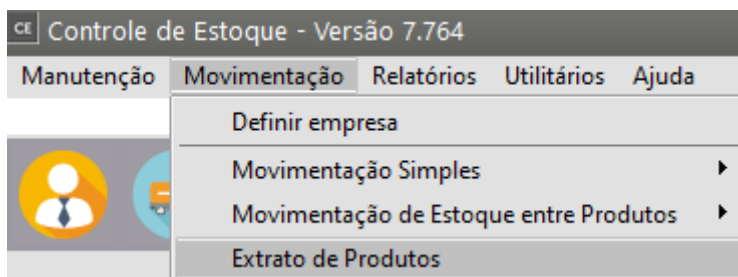 CE Controle de Estoque - Versão 7.764
Manutenção Movimentação Relatórios Utilitários Ajuda
Definir empresa
Movimentação Simples
Movimentação de Estoque entre Produtos
Extrato de Produtos